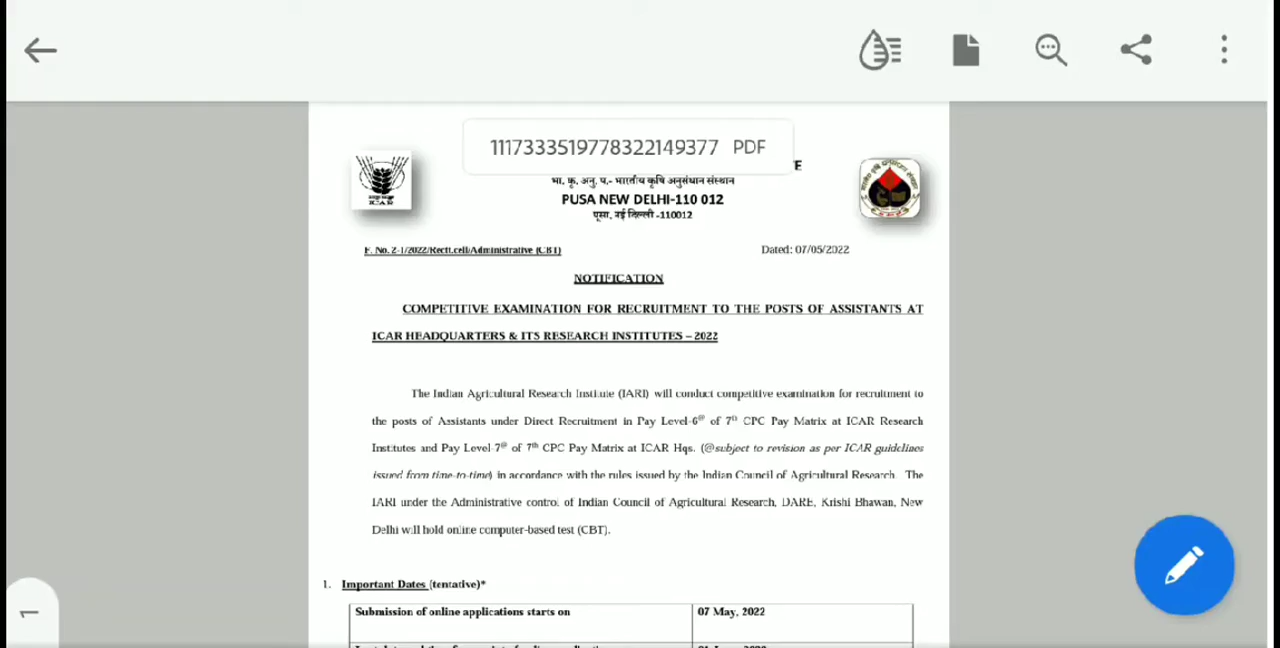 1117333519778322149377 PDF
E
भा. कृ. अनु. प.- भारतीय कृषि अनुसंधान संस्थान
PUSA NEW DELHI-110 012
पूसा, नई दिल्ली -110012
ICAR
F. No. 2-1/2022/Rectt.cell/Administrative (CBT)
Dated: 07/05/2022
NOTIFICATION
COMPETITIVE EXAMINATION FOR RECRUITMENT TO THE POSTS OF ASSISTANTS AT
ICAR HEADQUARTERS & ITS RESEARCH INSTITUTES – 2022
The Indian Agricultural Research Institute (IARI) will conduct competitive examination for recruitment to
the posts of Assistants under Direct Recruitment in Pay Level-6@ of 7th CPC Pay Matrix at ICAR Research
Institutes and Pay Level-7@ of 7th CPC Pay Matrix at ICAR Hqs. (@subject to revision as per ICAR guidelines
issued from time-to-time) in accordance with the rules issued by the Indian Council of Agricultural Research. The
IARI under the Administrative control of Indian Council of Agricultural Research, DARE, Krishi Bhawan, New
Delhi will hold online computer-based test (CBT).
1. Important Dates (tentative)*
Submission of online applications starts on
07 May, 2022
1